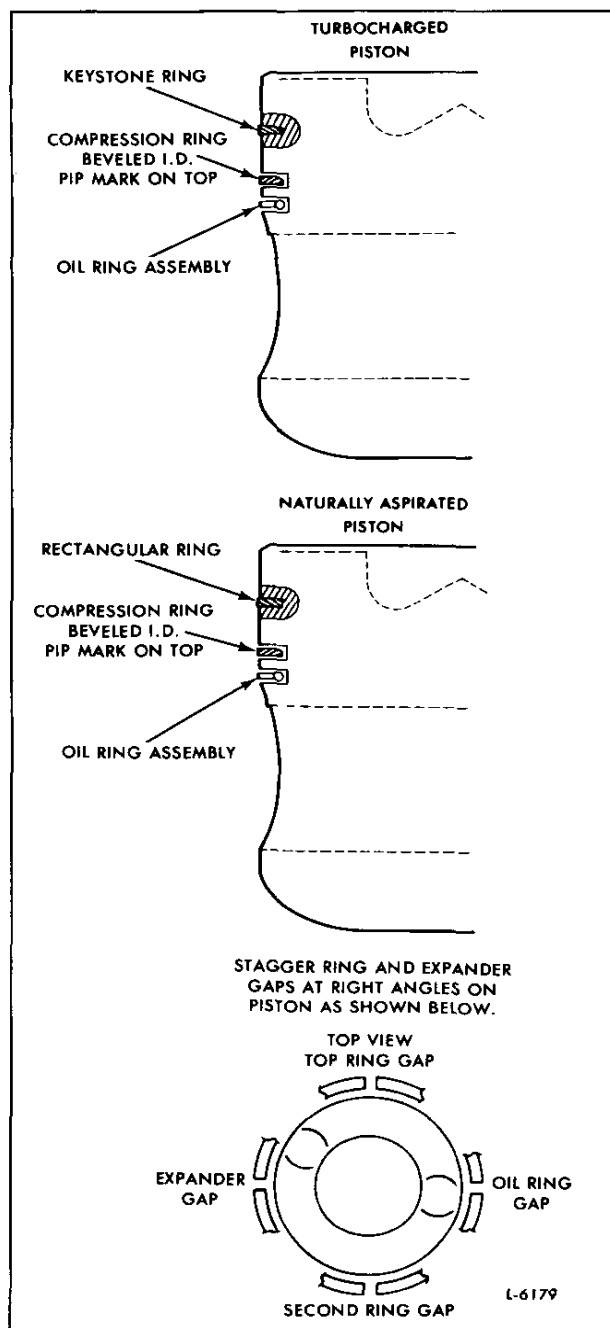 TURBOCHARGED
PISTON
KEYSTONE RING
COMPRESSION RING
BEVELED I.D.
PIP MARK ON TOP
OIL RING ASSEMBLY
NATURALLY ASPIRATED
PISTON
RECTANGULAR RING
COMPRESSION RING
BEVELED I.D.
PIP MARK ON TOP
OIL RING ASSEMBLY
STAGGER RING AND EXPANDER
GAPS AT RIGHT ANGLES ON
PISTON AS SHOWN BELOW.
TOP VIEW
TOP RING GAP
EXPANDER
GAP
OIL RING
GAP
SECOND RING GAP
L-6179